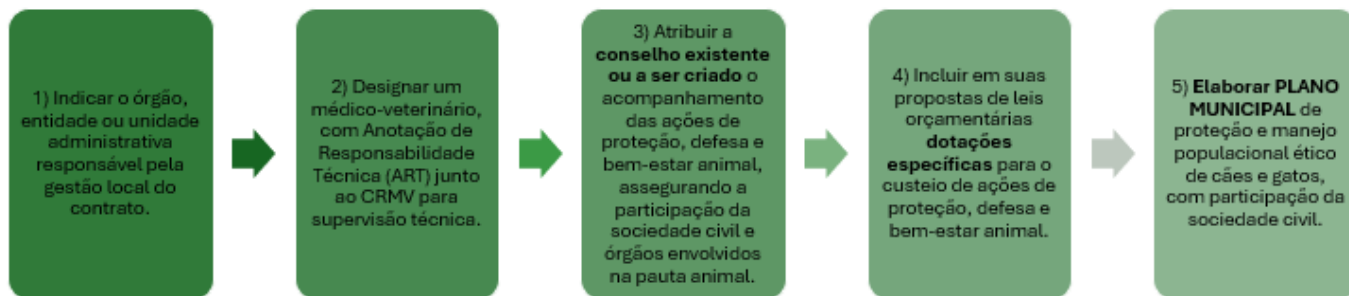 1) Indicar o órgão,
entidade ou unidade
administrativa
responsável pela
gestão local do
contrato.
2) Designar um
médico-veterinário,
com Anotação de
Responsabilidade
Técnica (ART) junto
ao CRMV para
supervisão técnica.
3) Atribuir a
conselho existente
ou a ser criado o
acompanhamento
das ações de
proteção, defesa e
bem-estar animal,
assegurando a
participação da
sociedade civil e
órgãos envolvidos
na pauta animal.
4) Incluir em suas
propostas de leis
orçamentárias
dotações
específicas para o
custeio de ações de
proteção, defesa e
bem-estar animal.
5) Elaborar PLANO
MUNICIPAL de
proteção e manejo
populacional ético
de cães e gatos,
com participação da
sociedade civil.